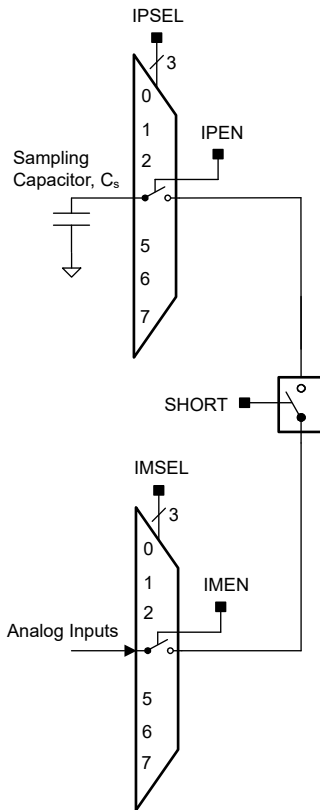 IPSEL
3
0
1
2
IPEN
Sampling
Capacitor, Cs
5
6
7
SHORT
IMSEL
3
0
1
2
IMEN
Analog Inputs
5
6
7